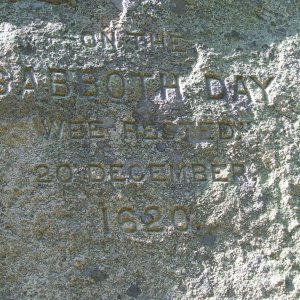 ON THE
SABBOTH DAY
WEE RESTED
20 DECEMBER
1620